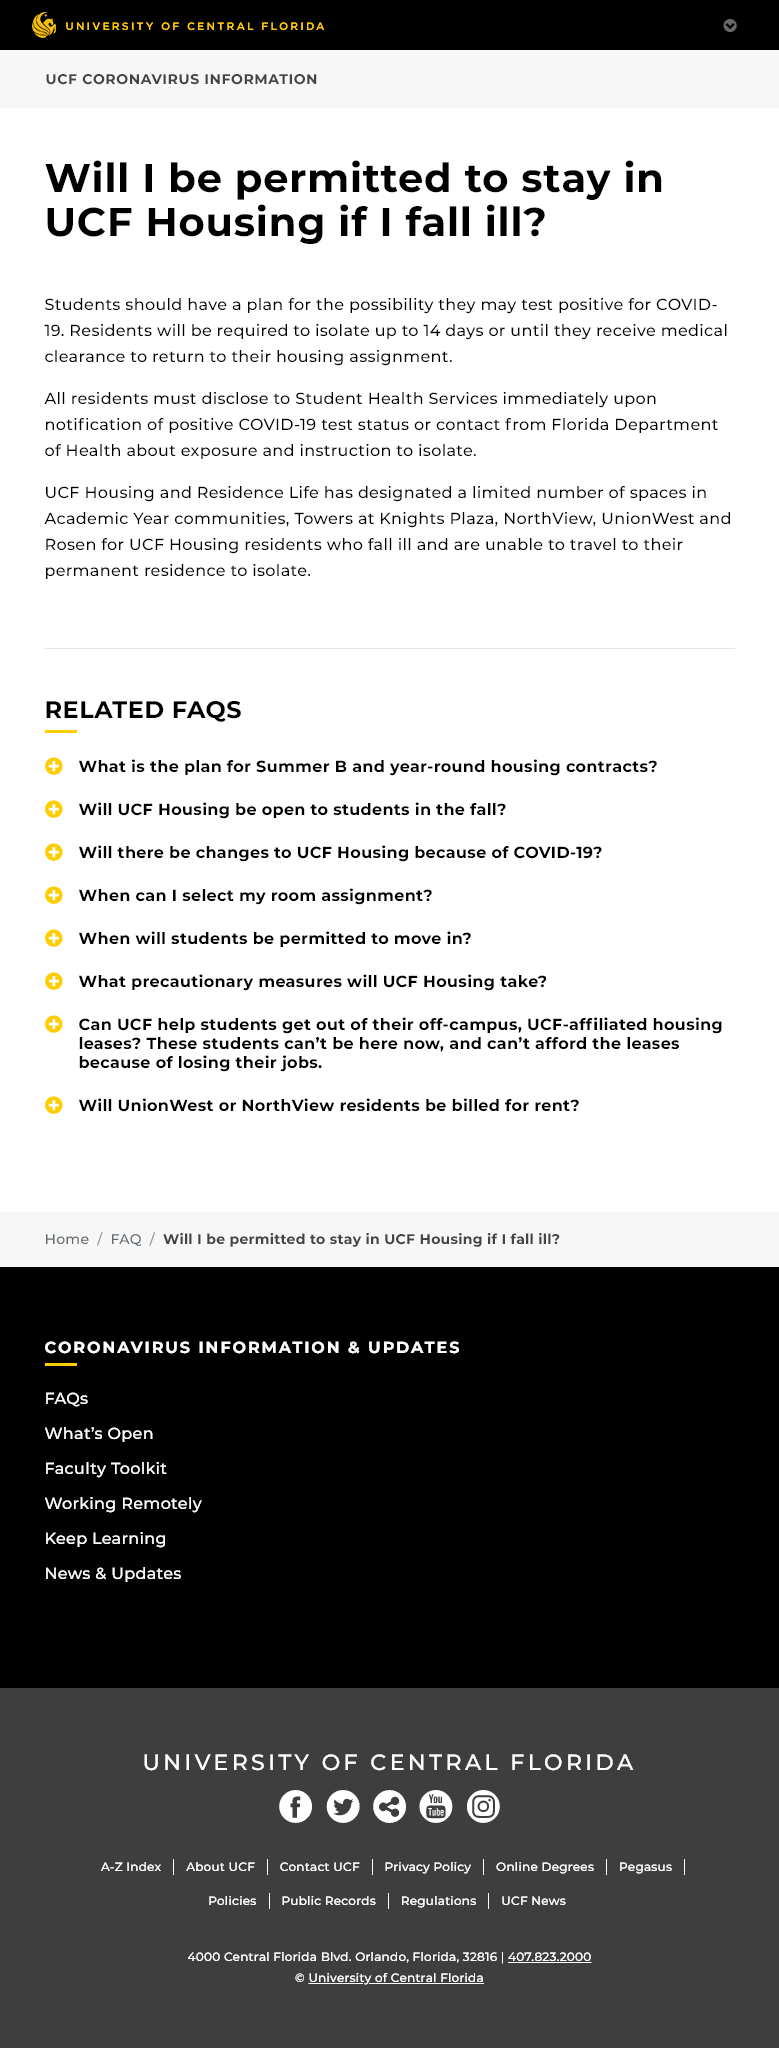 UNIVERSITY OF CENTRAL FLORIDA
UCF CORONAVIRUS INFORMATION
Will I be permitted to stay in
UCF Housing if I fall ill?
Students should have a plan for the possibility they may test positive for COVID-
19. Residents will be required to isolate up to 14 days or until they receive medical
clearance to return to their housing assignment.
All residents must disclose to Student Health Services immediately upon
notification of positive COVID-19 test status or contact from Florida Department
of Health about exposure and instruction to isolate.
UCF Housing and Residence Life has designated a limited number of spaces in
Academic Year communities, Towers at Knights Plaza, NorthView, UnionWest and
Rosen for UCF Housing residents who fall ill and are unable to travel to their
permanent residence to isolate.
RELATED FAQS
What is the plan for Summer B and year-round housing contracts?
Will UCF Housing be open to students in the fall?
Will there be changes to UCF Housing because of COVID-19?
When can I select my room assignment?
When will students be permitted to move in?
What precautionary measures will UCF Housing take?
Can UCF help students get out of their off-campus, UCF-affiliated housing
leases? These students can’t be here now, and can’t afford the leases
because of losing their jobs.
Will UnionWest or NorthView residents be billed for rent?
Home / FAQ / Will I be permitted to stay in UCF Housing if I fall ill?
CORONAVIRUS INFORMATION & UPDATES
FAQs
What’s Open
Faculty Toolkit
Working Remotely
Keep Learning
News & Updates
UNIVERSITY OF CENTRAL FLORIDA
You Tube
A-Z Index | About UCF | Contact UCF | Privacy Policy | Online Degrees | Pegasus |
Policies | Public Records | Regulations | UCF News
4000 Central Florida Blvd. Orlando, Florida, 32816 | 407.823.2000
© University of Central Florida